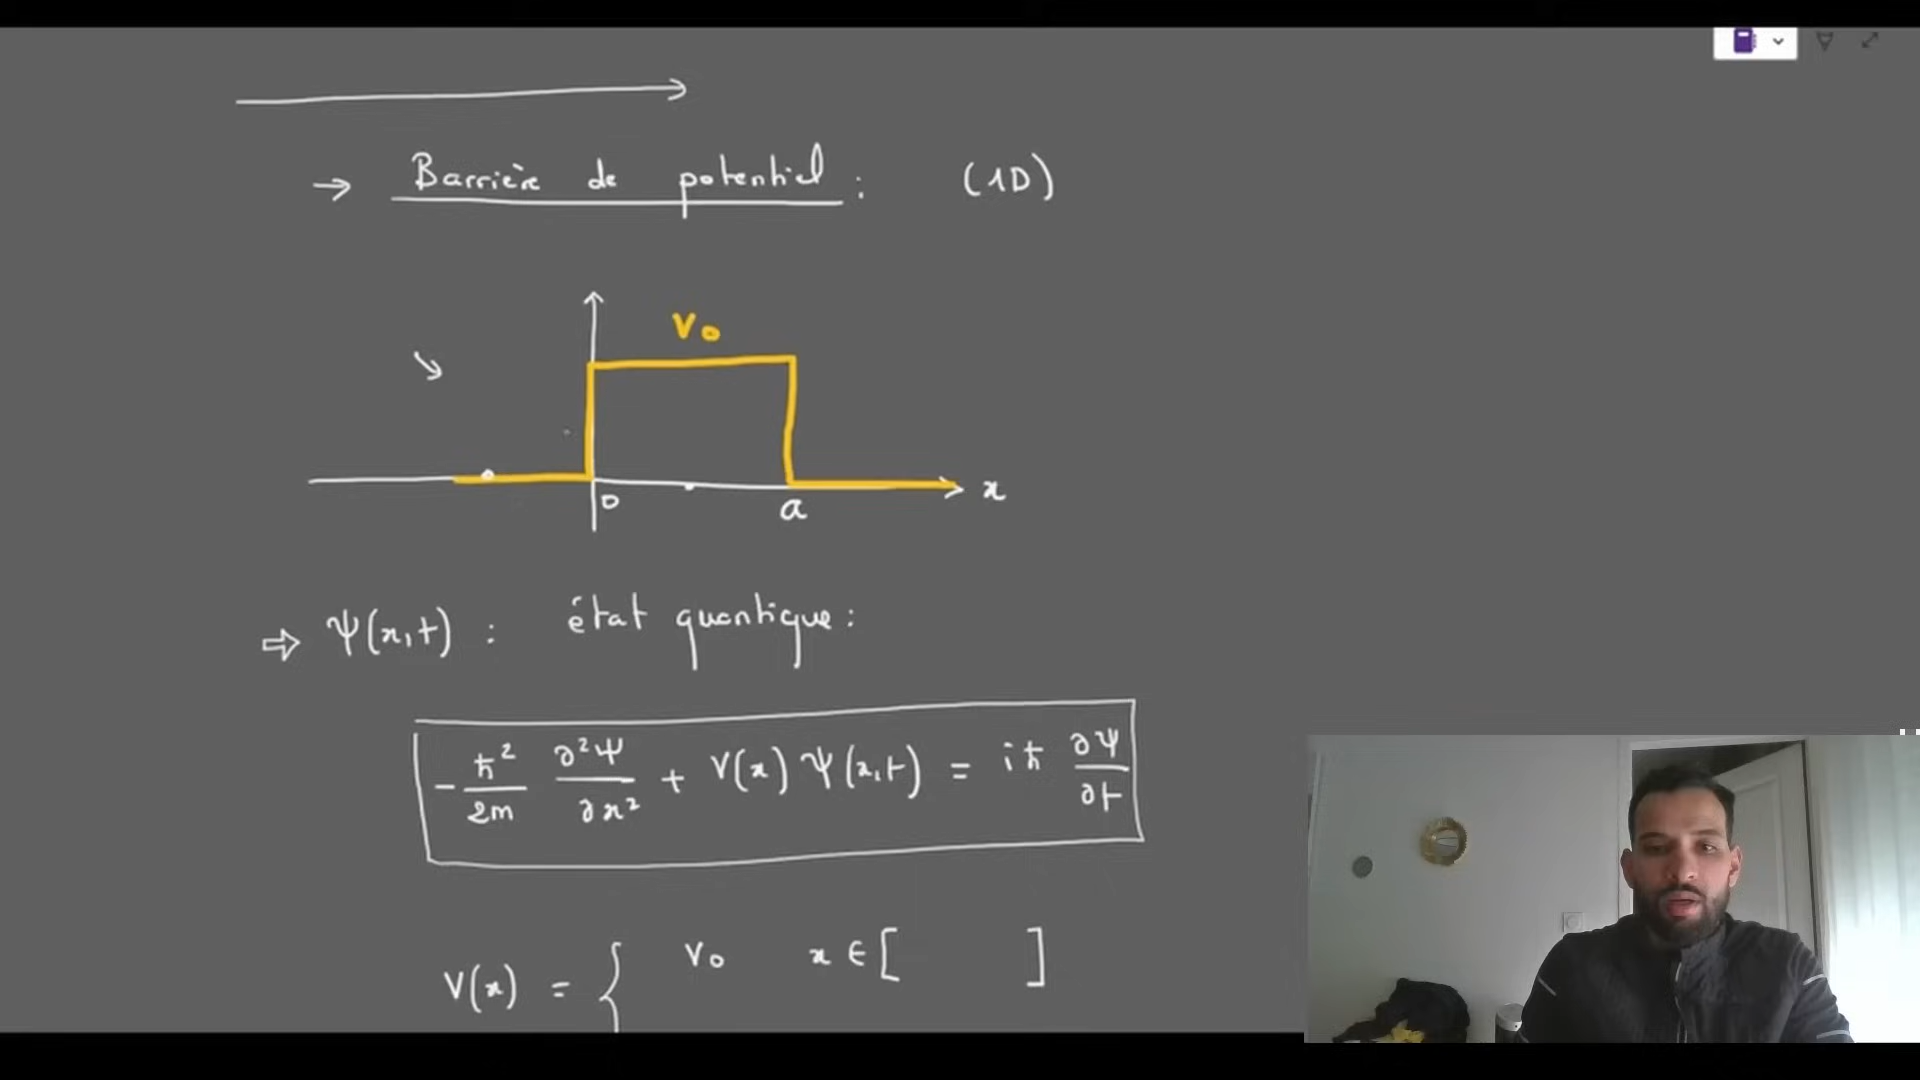 → Barrière de potentiel : (1D)
V₀
0 a x
⇒ Ψ(x,t) : état quantique :
-ℏ²/2m ∂²Ψ/∂x² + V(x) Ψ(x,t) = iℏ ∂Ψ/∂t
V(x) = { V₀ x ∈ [ ]